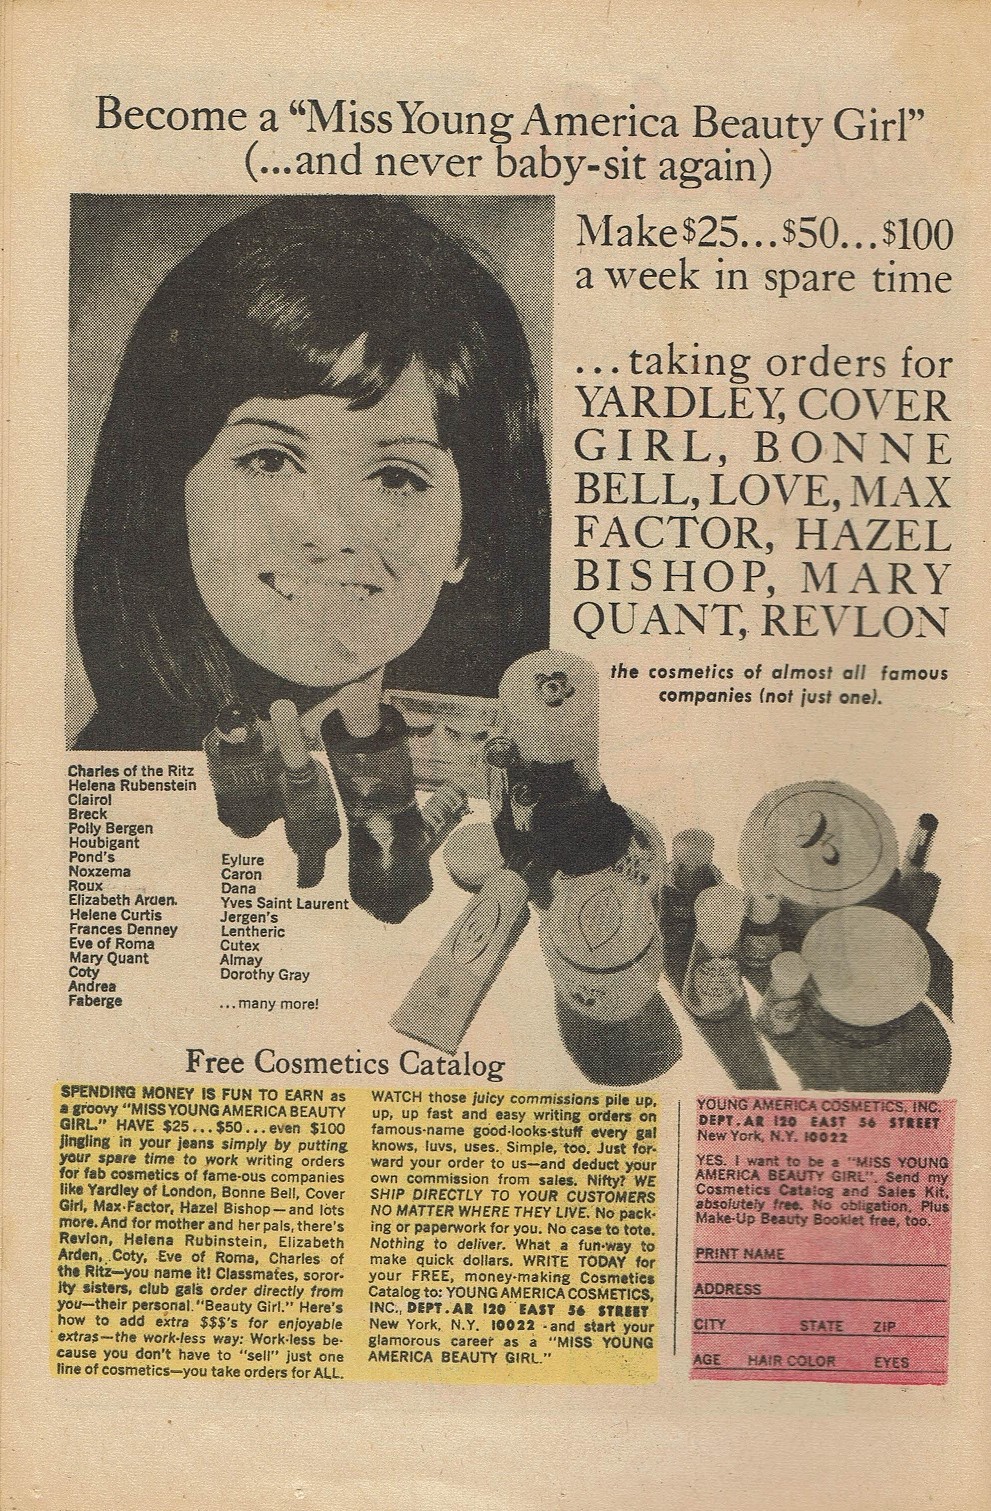 Become a “Miss Young America Beauty Girl”
(...and never baby-sit again)
Make $25...$50...$100
a week in spare time
...taking orders for
YARDLEY, COVER
GIRL, BONNE
BELL, LOVE, MAX
FACTOR, HAZEL
BISHOP, MARY
QUANT, REVLON
the cosmetics of almost all famous
companies (not just one).
Charles of the Ritz
Helena Rubenstein
Clairol
Breck
Polly Bergen
Houbigant
Pond's
Noxzema
Roux
Elizabeth Arden.
Helene Curtis
Frances Denney
Eve of Roma
Mary Quant
Coty
Andrea
Faberge
Eylure
Caron
Dana
Yves Saint Laurent
Jergen's
Lentheric
Cutex
Almay
Dorothy Gray
...many more!
Free Cosmetics Catalog
SPENDING MONEY IS FUN TO EARN as
a groovy “MISS YOUNG AMERICA BEAUTY
GIRL.” HAVE $25...$50...even $100
jingling in your jeans simply by putting
your spare time to work writing orders
for fab cosmetics of fame-ous companies
like Yardley of London, Bonne Bell, Cover
Girl, Max-Factor, Hazel Bishop—and lots
more. And for mother and her pals, there's
Revlon, Helena Rubinstein, Elizabeth
Arden, Coty, Eve of Roma, Charles of
the Ritz—you name it! Classmates, soror-
ity sisters, club gals order directly from
you—their personal “Beauty Girl.” Here's
how to add extra $$$'s for enjoyable
extras—the work-less way: Work-less be-
cause you don't have to “sell” just one
line of cosmetics—you take orders for ALL.
WATCH those juicy commissions pile up,
up, up fast and easy writing orders on
famous-name good-looks-stuff every gal
knows, luvs, uses. Simple, too. Just for-
ward your order to us—and deduct your
own commission from sales. Nifty? WE
SHIP DIRECTLY TO YOUR CUSTOMERS
NO MATTER WHERE THEY LIVE. No pack-
ing or paperwork for you. No case to tote.
Nothing to deliver. What a fun-way to
make quick dollars. WRITE TODAY for
your FREE, money-making Cosmetics
Catalog to: YOUNG AMERICA COSMETICS,
INC., DEPT. AR 120 EAST 56 STREET
New York, N.Y. 10022 - and start your
glamorous career as a “MISS YOUNG
AMERICA BEAUTY GIRL.”
YOUNG AMERICA COSMETICS, INC.
DEPT. AR 120 EAST 56 STREET
New York, N.Y. 10022
YES. I want to be a “MISS YOUNG
AMERICA BEAUTY GIRL”. Send my
Cosmetics Catalog and Sales Kit,
absolutely free. No obligation. Plus
Make-Up Beauty Booklet free, too.
PRINT NAME
ADDRESS
CITY STATE ZIP
AGE HAIR COLOR EYES